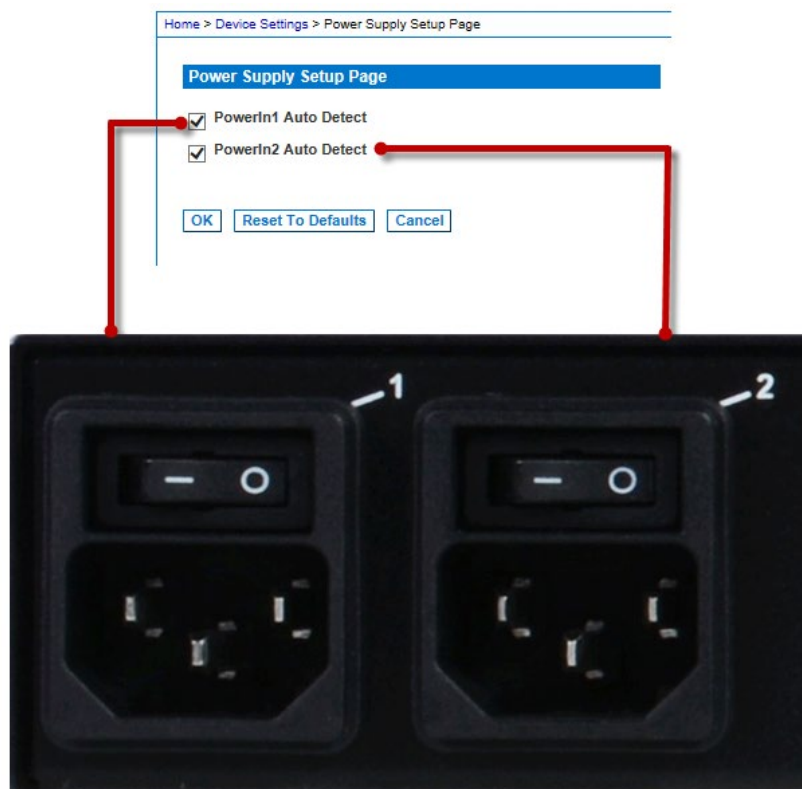 Home > Device Settings > Power Supply Setup Page
Power Supply Setup Page
PowerIn1 Auto Detect
PowerIn2 Auto Detect
OK Reset To Defaults Cancel
1 2